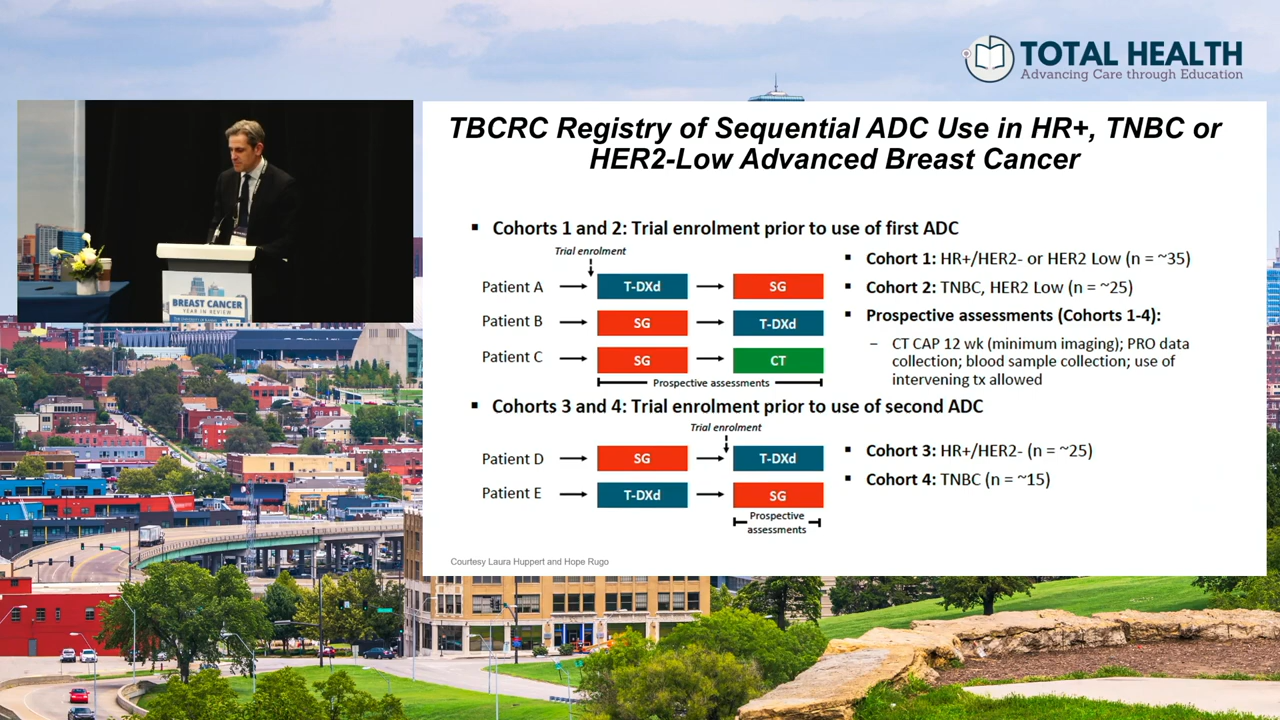 TOTAL HEALTH
Advancing Care through Education
TBCRC Registry of Sequential ADC Use in HR+, TNBC or
HER2-Low Advanced Breast Cancer
▪ Cohorts 1 and 2: Trial enrolment prior to use of first ADC
Trial enrolment
Patient A T-DXd SG
Patient B SG T-DXd
Patient C SG CT
Prospective assessments
▪ Cohort 1: HR+/HER2- or HER2 Low (n = ~35)
▪ Cohort 2: TNBC, HER2 Low (n = ~25)
▪ Prospective assessments (Cohorts 1-4):
– CT CAP 12 wk (minimum imaging); PRO data
collection; blood sample collection; use of
intervening tx allowed
▪ Cohorts 3 and 4: Trial enrolment prior to use of second ADC
Trial enrolment
Patient D SG T-DXd
Patient E T-DXd SG
Prospective
assessments
▪ Cohort 3: HR+/HER2- (n = ~25)
▪ Cohort 4: TNBC (n = ~15)
Courtesy Laura Huppert and Hope Rugo
BREAST CANCER
YEAR IN REVIEW